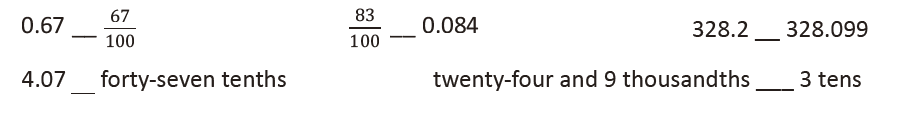 0.67 __ 67/100 83/100 __ 0.084 328.2 __ 328.099
4.07 __ forty-seven tenths twenty-four and 9 thousandths ___ 3 tens